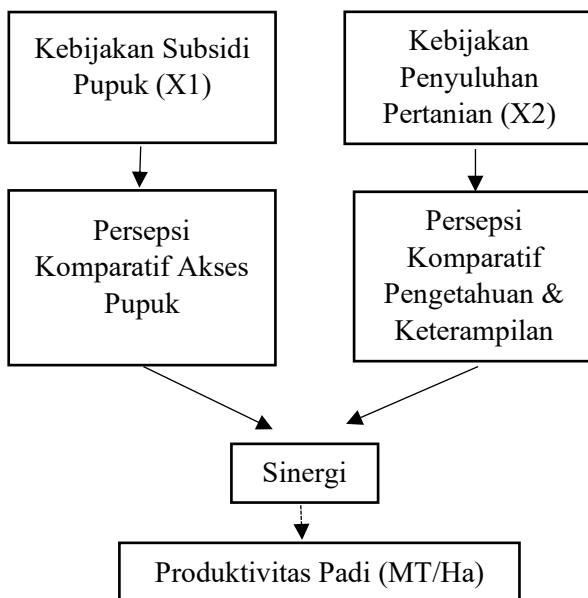 Kebijakan Subsidi
Pupuk (X1)
Kebijakan
Penyuluhan
Pertanian (X2)
Persepsi
Komparatif Akses
Pupuk
Persepsi
Komparatif
Pengetahuan &
Keterampilan
Sinergi
Produktivitas Padi (MT/Ha)